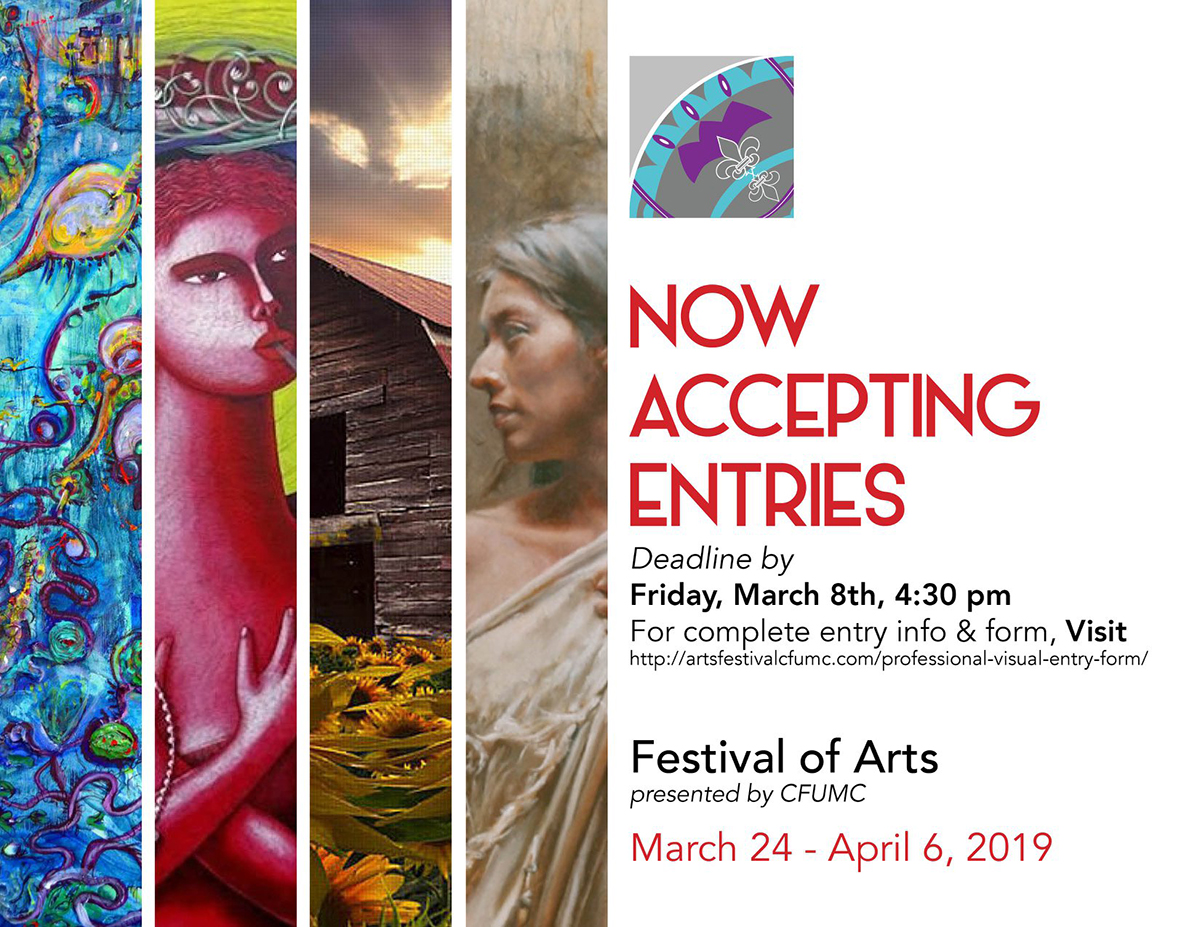 NOW
ACCEPTING
ENTRIES
Deadline by
Friday, March 8th, 4:30 pm
For complete entry info & form, Visit
http://artsfestivalcfumc.com/professional-visual-entry-form/
Festival of Arts
presented by CFUMC
March 24 - April 6, 2019